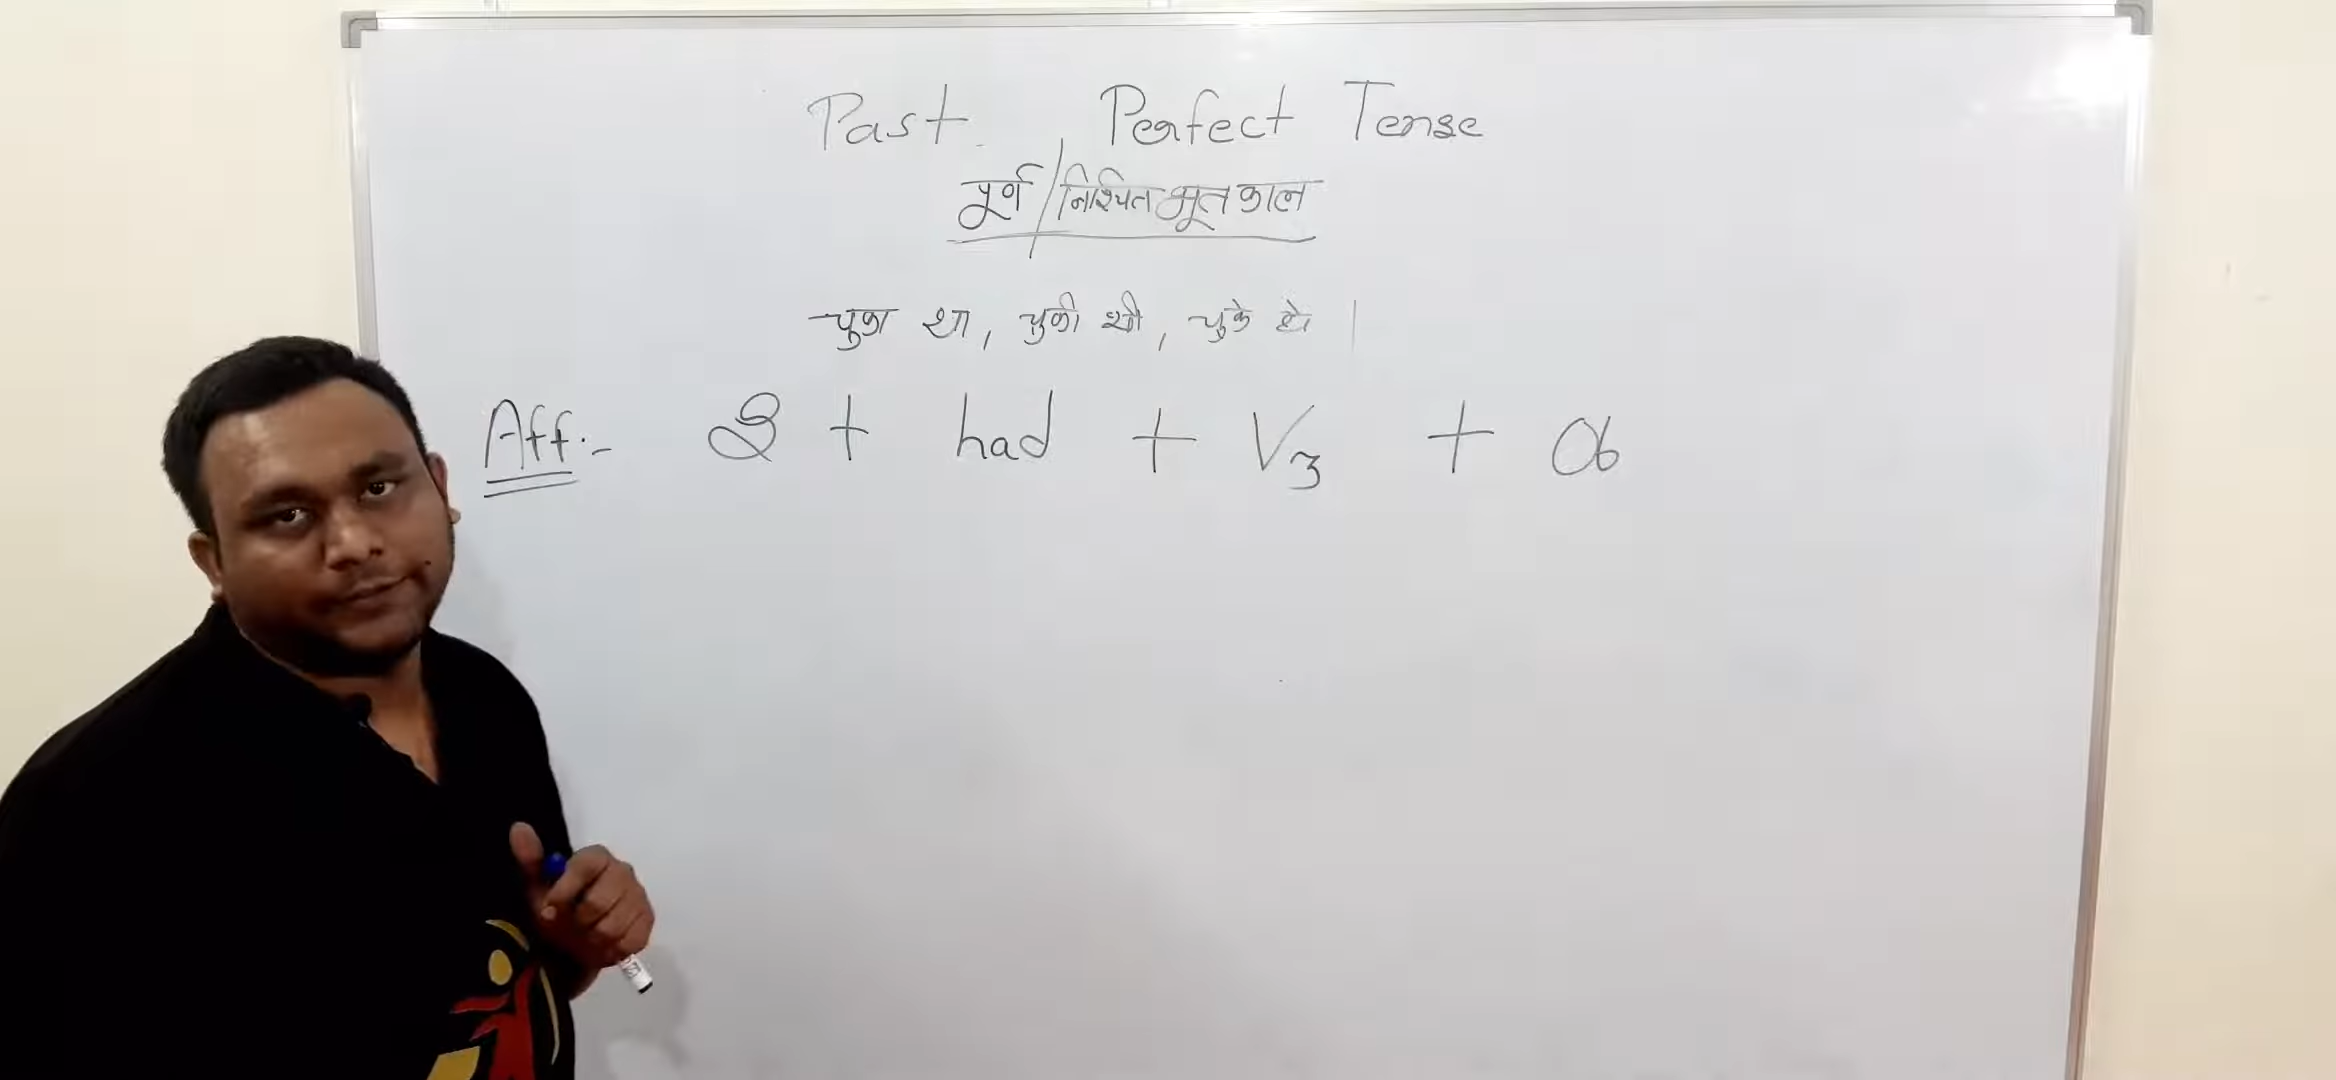 Past Perfect Tense
पूर्ण/निश्चित भूतकाल
चुका था, चुकी थी, चुके थे।
Aff:- S + had + V3 + Ob